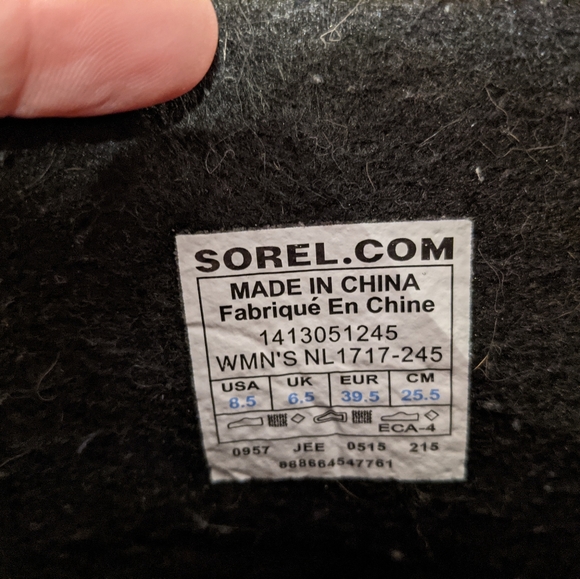 SOREL.COM
MADE IN CHINA
Fabriqué En Chine
1413051245
WMN'S NL1717-245
USA UK EUR CM
8.5 6.5 39.5 25.5
ECA-4
0957 JEE 0515 215
888664547761